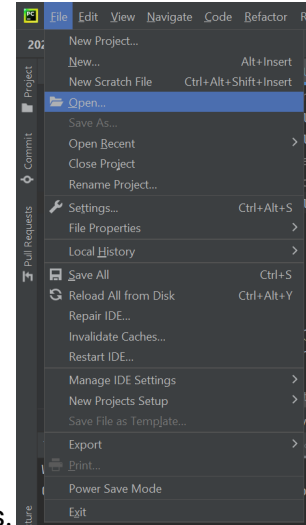 PC File Edit View Navigate Code Refactor
202
Project
Commit
Pull Requests
New Project...
New... Alt+Insert
New Scratch File Ctrl+Alt+Shift+Insert
Open...
Save As...
Open Recent
Close Project
Rename Project...
Settings... Ctrl+Alt+S
File Properties
Local History
Save All Ctrl+S
Reload All from Disk Ctrl+Alt+Y
Repair IDE...
Invalidate Caches...
Restart IDE...
Manage IDE Settings
New Projects Setup
Save File as Template...
Export
Print...
Power Save Mode
Exit
s.